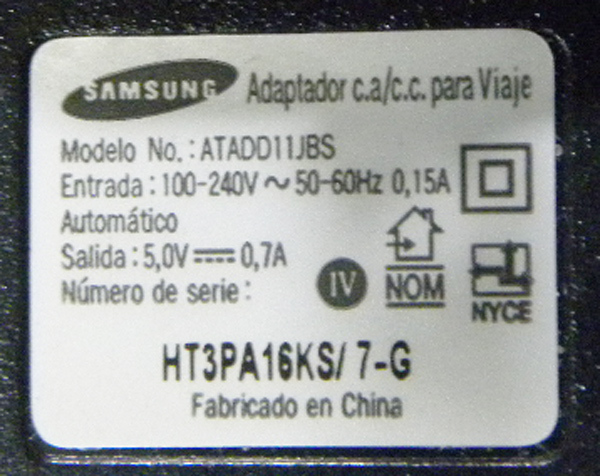 SAMSUNG Adaptador c.a/c.c. para Viaje
Modelo No.: ATADD11JBS
Entrada: 100-240V ~ 50-60Hz 0,15A
Automático
Salida: 5,0V ⎓ 0,7A
Número de serie:
IV
NOM
NYCE
HT3PA16KS/ 7-G
Fabricado en China